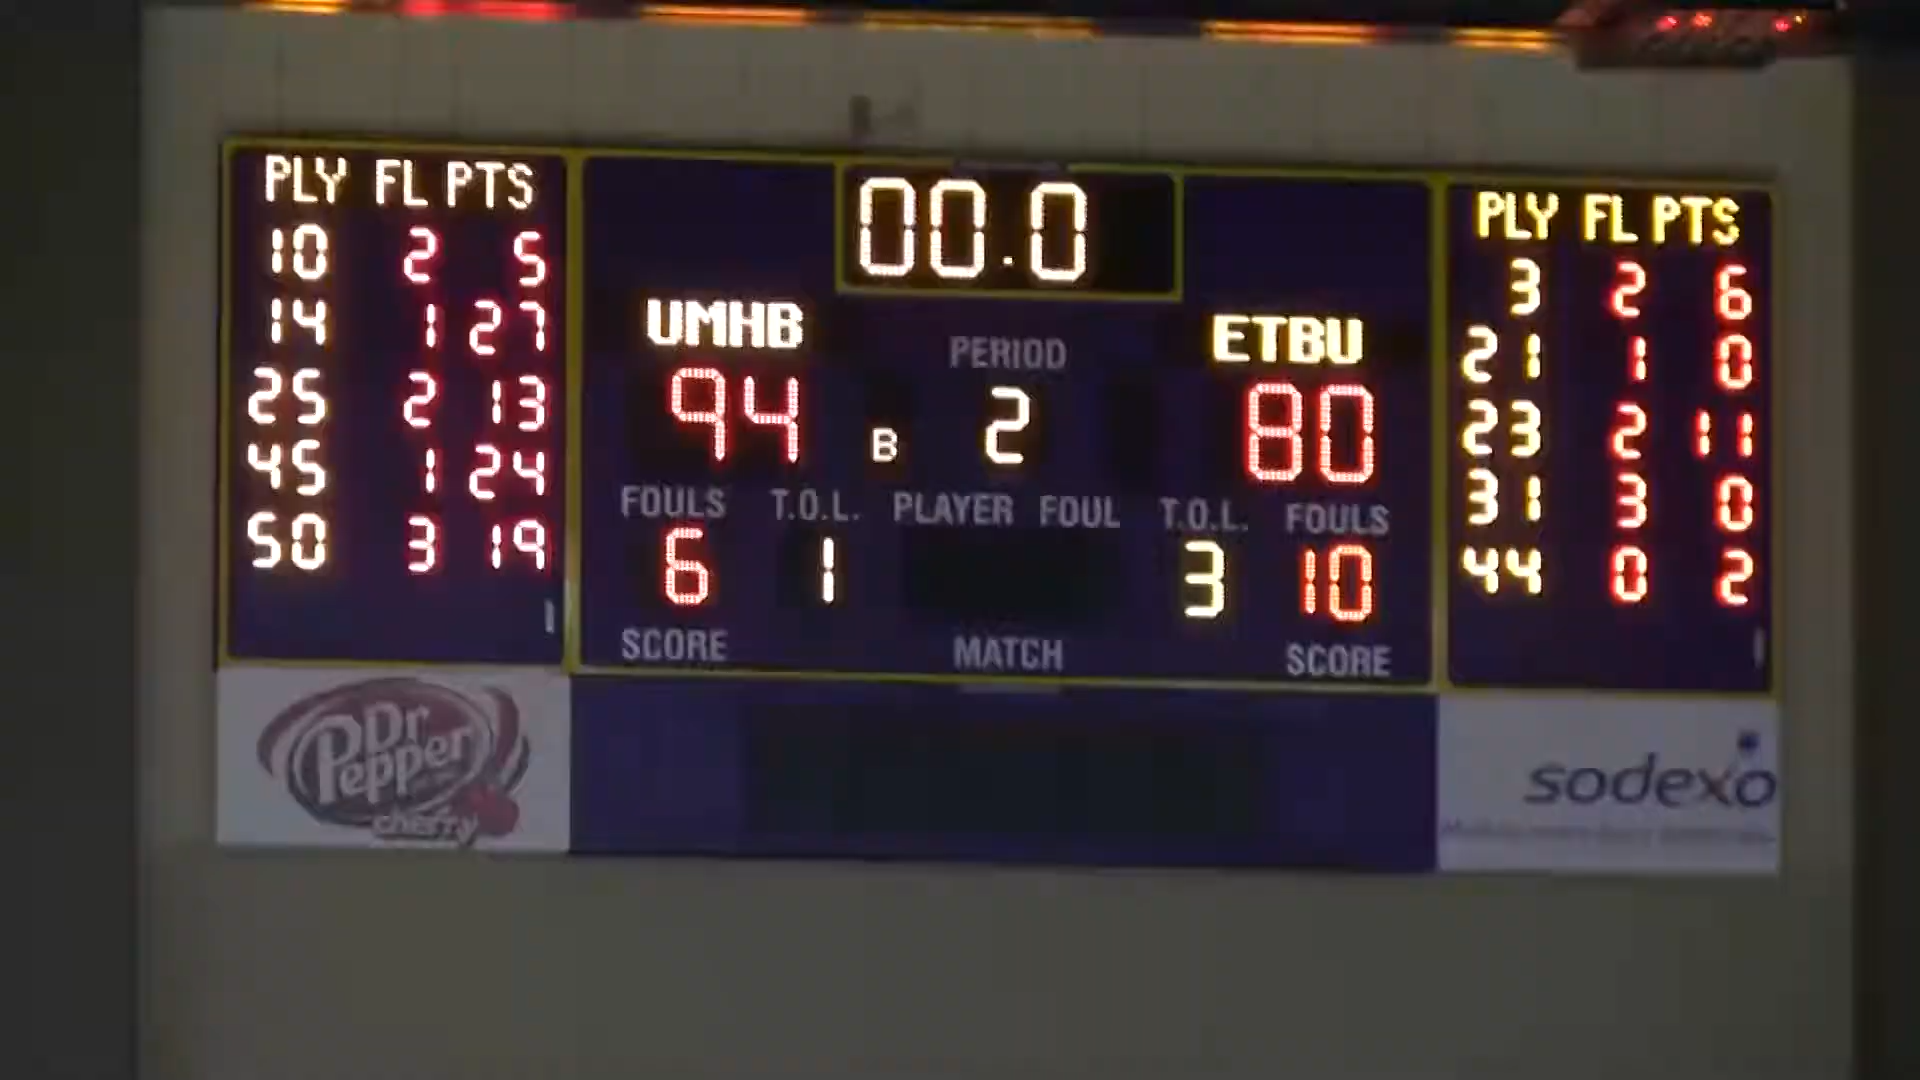 PLY FL PTS
10 2 5
14 1 27
25 2 13
45 1 24
50 3 19
00.0
UMHB
PERIOD
ETBU
94
B
2
80
FOULS T.O.L. PLAYER FOUL T.O.L. FOULS
6 1 3 10
SCORE MATCH SCORE
PLY FL PTS
3 2 6
21 1 0
23 2 11
31 3 0
44 0 2
Dr
Pepper
cherry
sodexo